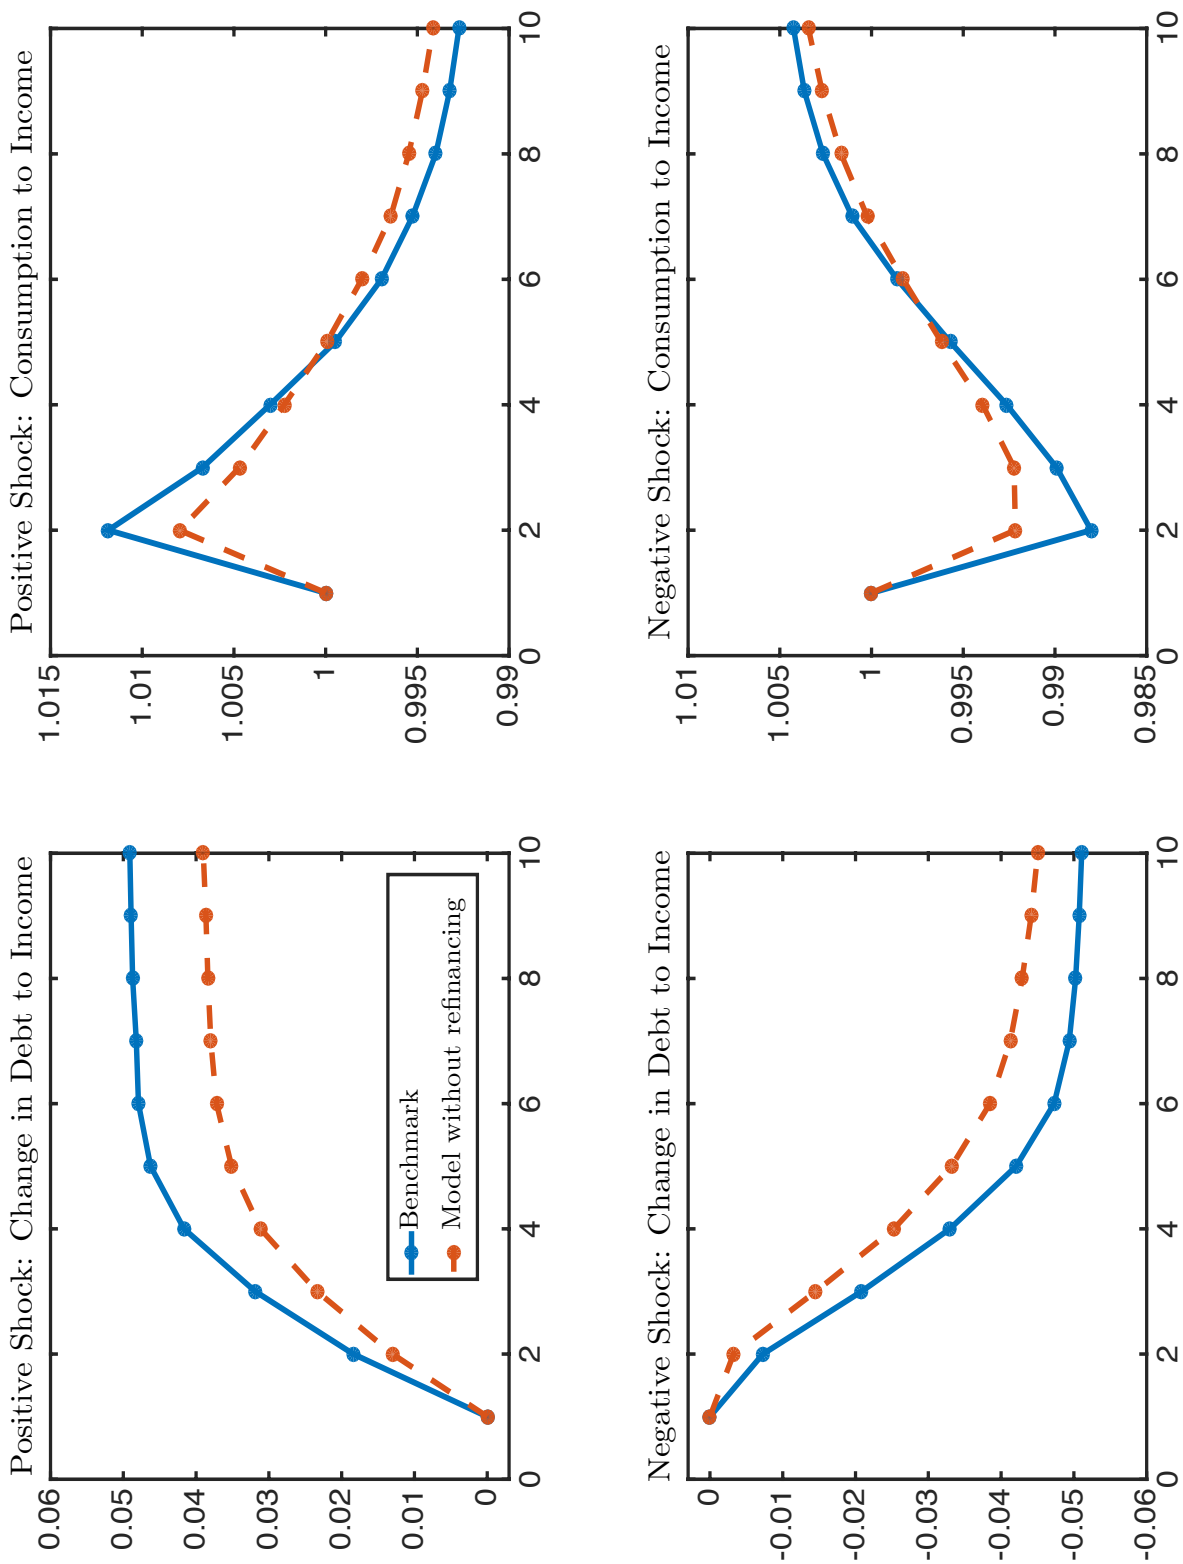 Positive Shock: Change in Debt to Income
0.06
0.05
0.04
0.03
0.02
0.01
0
0 2 4 6 8 10
Benchmark
Model without refinancing
Positive Shock: Consumption to Income
1.015
1.01
1.005
1
0.995
0.99
0 2 4 6 8 10
Negative Shock: Change in Debt to Income
0
-0.01
-0.02
-0.03
-0.04
-0.05
-0.06
0 2 4 6 8 10
Negative Shock: Consumption to Income
1.01
1.005
1
0.995
0.99
0.985
0 2 4 6 8 10